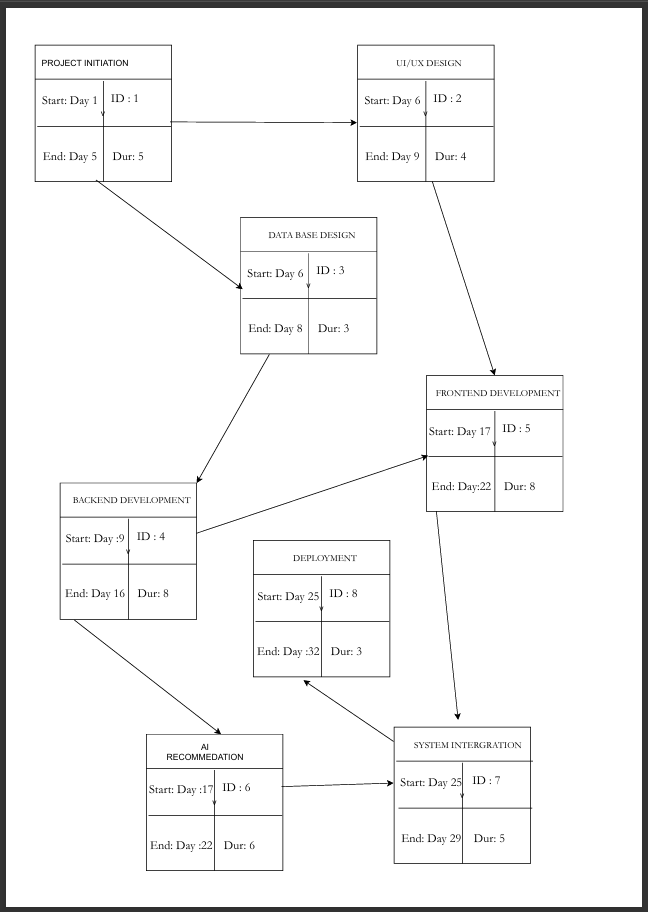 PROJECT INITIATION
Start: Day 1
ID : 1
End: Day 5
Dur: 5
UI/UX DESIGN
Start: Day 6
ID : 2
End: Day 9
Dur: 4
DATA BASE DESIGN
Start: Day 6
ID : 3
End: Day 8
Dur: 3
FRONTEND DEVELOPMENT
Start: Day 17
ID : 5
End: Day:22
Dur: 8
BACKEND DEVELOPMENT
Start: Day :9
ID : 4
End: Day 16
Dur: 8
DEPLOYMENT
Start: Day 25
ID : 8
End: Day :32
Dur: 3
AI
RECOMMEDATION
Start: Day :17
ID : 6
End: Day :22
Dur: 6
SYSTEM INTERGRATION
Start: Day 25
ID : 7
End: Day 29
Dur: 5